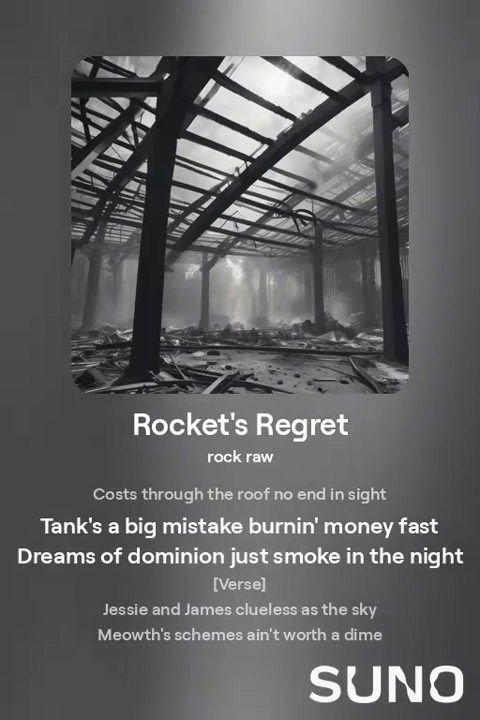 Rocket's Regret
rock raw
Costs through the roof no end in sight
Tank's a big mistake burnin' money fast
Dreams of dominion just smoke in the night
[Verse]
Jessie and James clueless as the sky
Meowth's schemes ain't worth a dime
SUNO